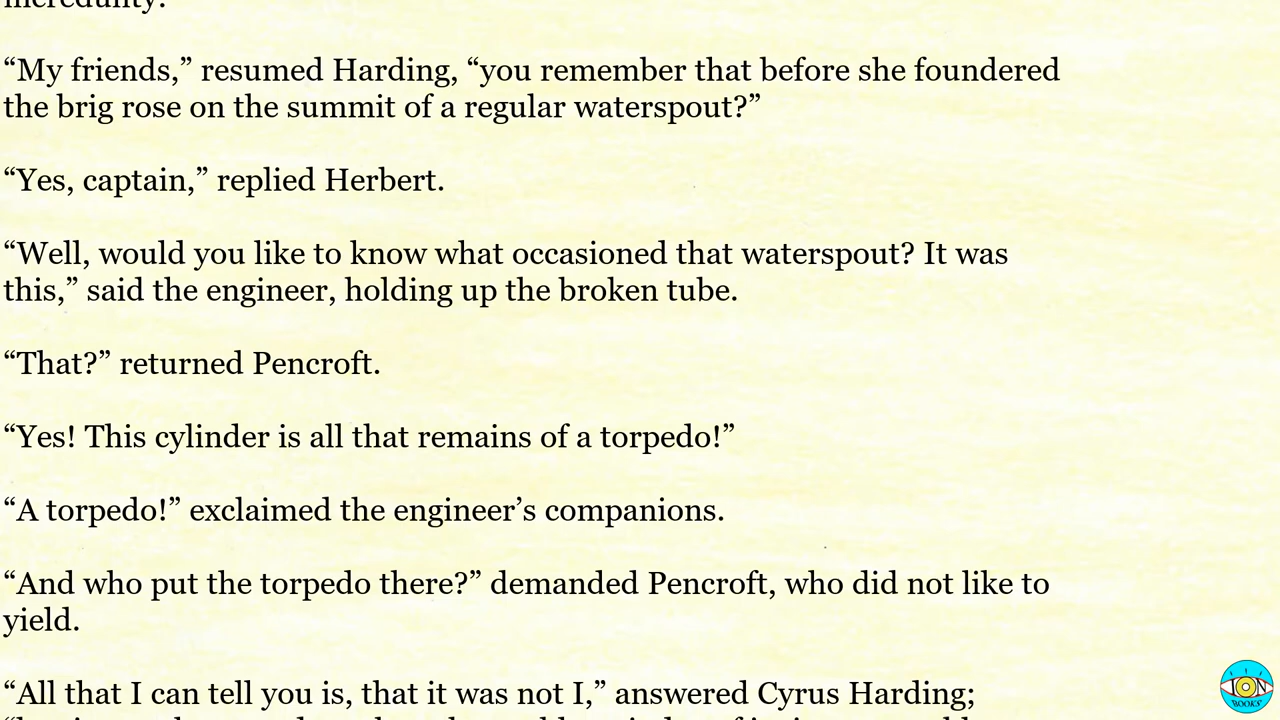 incredulity.
“My friends,” resumed Harding, “you remember that before she foundered
the brig rose on the summit of a regular waterspout?”
“Yes, captain,” replied Herbert.
“Well, would you like to know what occasioned that waterspout? It was
this,” said the engineer, holding up the broken tube.
“That?” returned Pencroft.
“Yes! This cylinder is all that remains of a torpedo!”
“A torpedo!” exclaimed the engineer’s companions.
“And who put the torpedo there?” demanded Pencroft, who did not like to
yield.
“All that I can tell you is, that it was not I,” answered Cyrus Harding;
ION
BOOKS